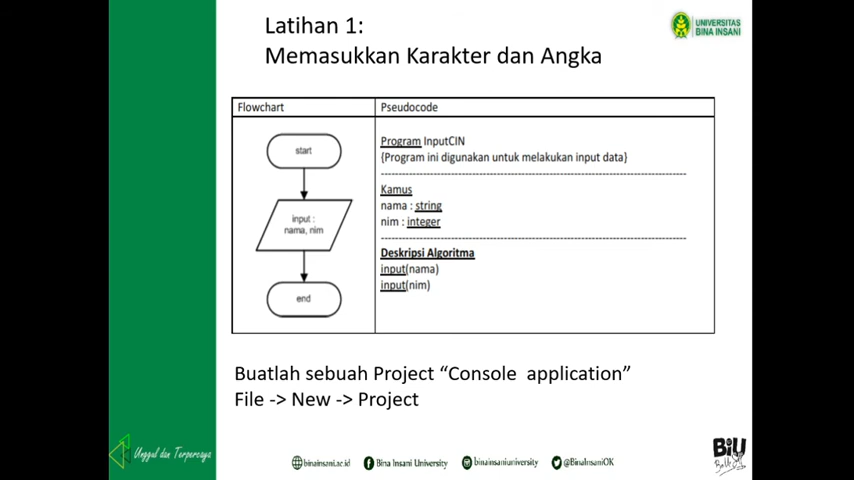 Latihan 1:
Memasukkan Karakter dan Angka
UNIVERSITAS
BINA INSANI
Flowchart
Pseudocode
start
input :
nama, nim
end
Program InputCIN
{Program ini digunakan untuk melakukan input data}
Kamus
nama : string
nim : integer
Deskripsi Algoritma
input(nama)
input(nim)
Buatlah sebuah Project “Console application”
File -> New -> Project
Unggul dan Terpercaya
binainsani.ac.id
Bina Insani University
binainsaniuniversity
@BinaInsaniOK
BiU